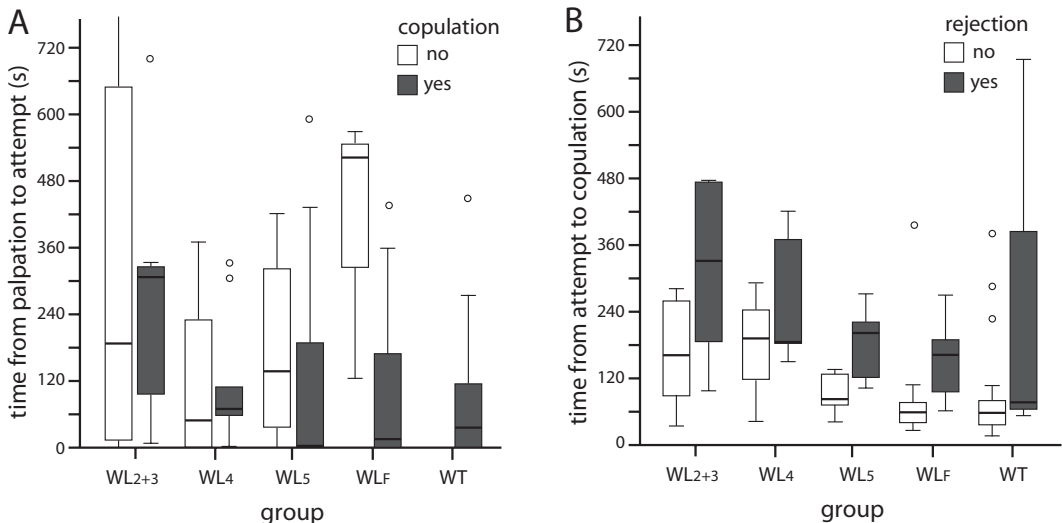 A
copulation
no
yes
time from palpation to attempt (s)
720
600
480
360
240
120
0
WL2+3 WL4 WL5 WLF WT
group
B
rejection
no
yes
time from attempt to copulation (s)
720
600
480
360
240
120
0
WL2+3 WL4 WL5 WLF WT
group